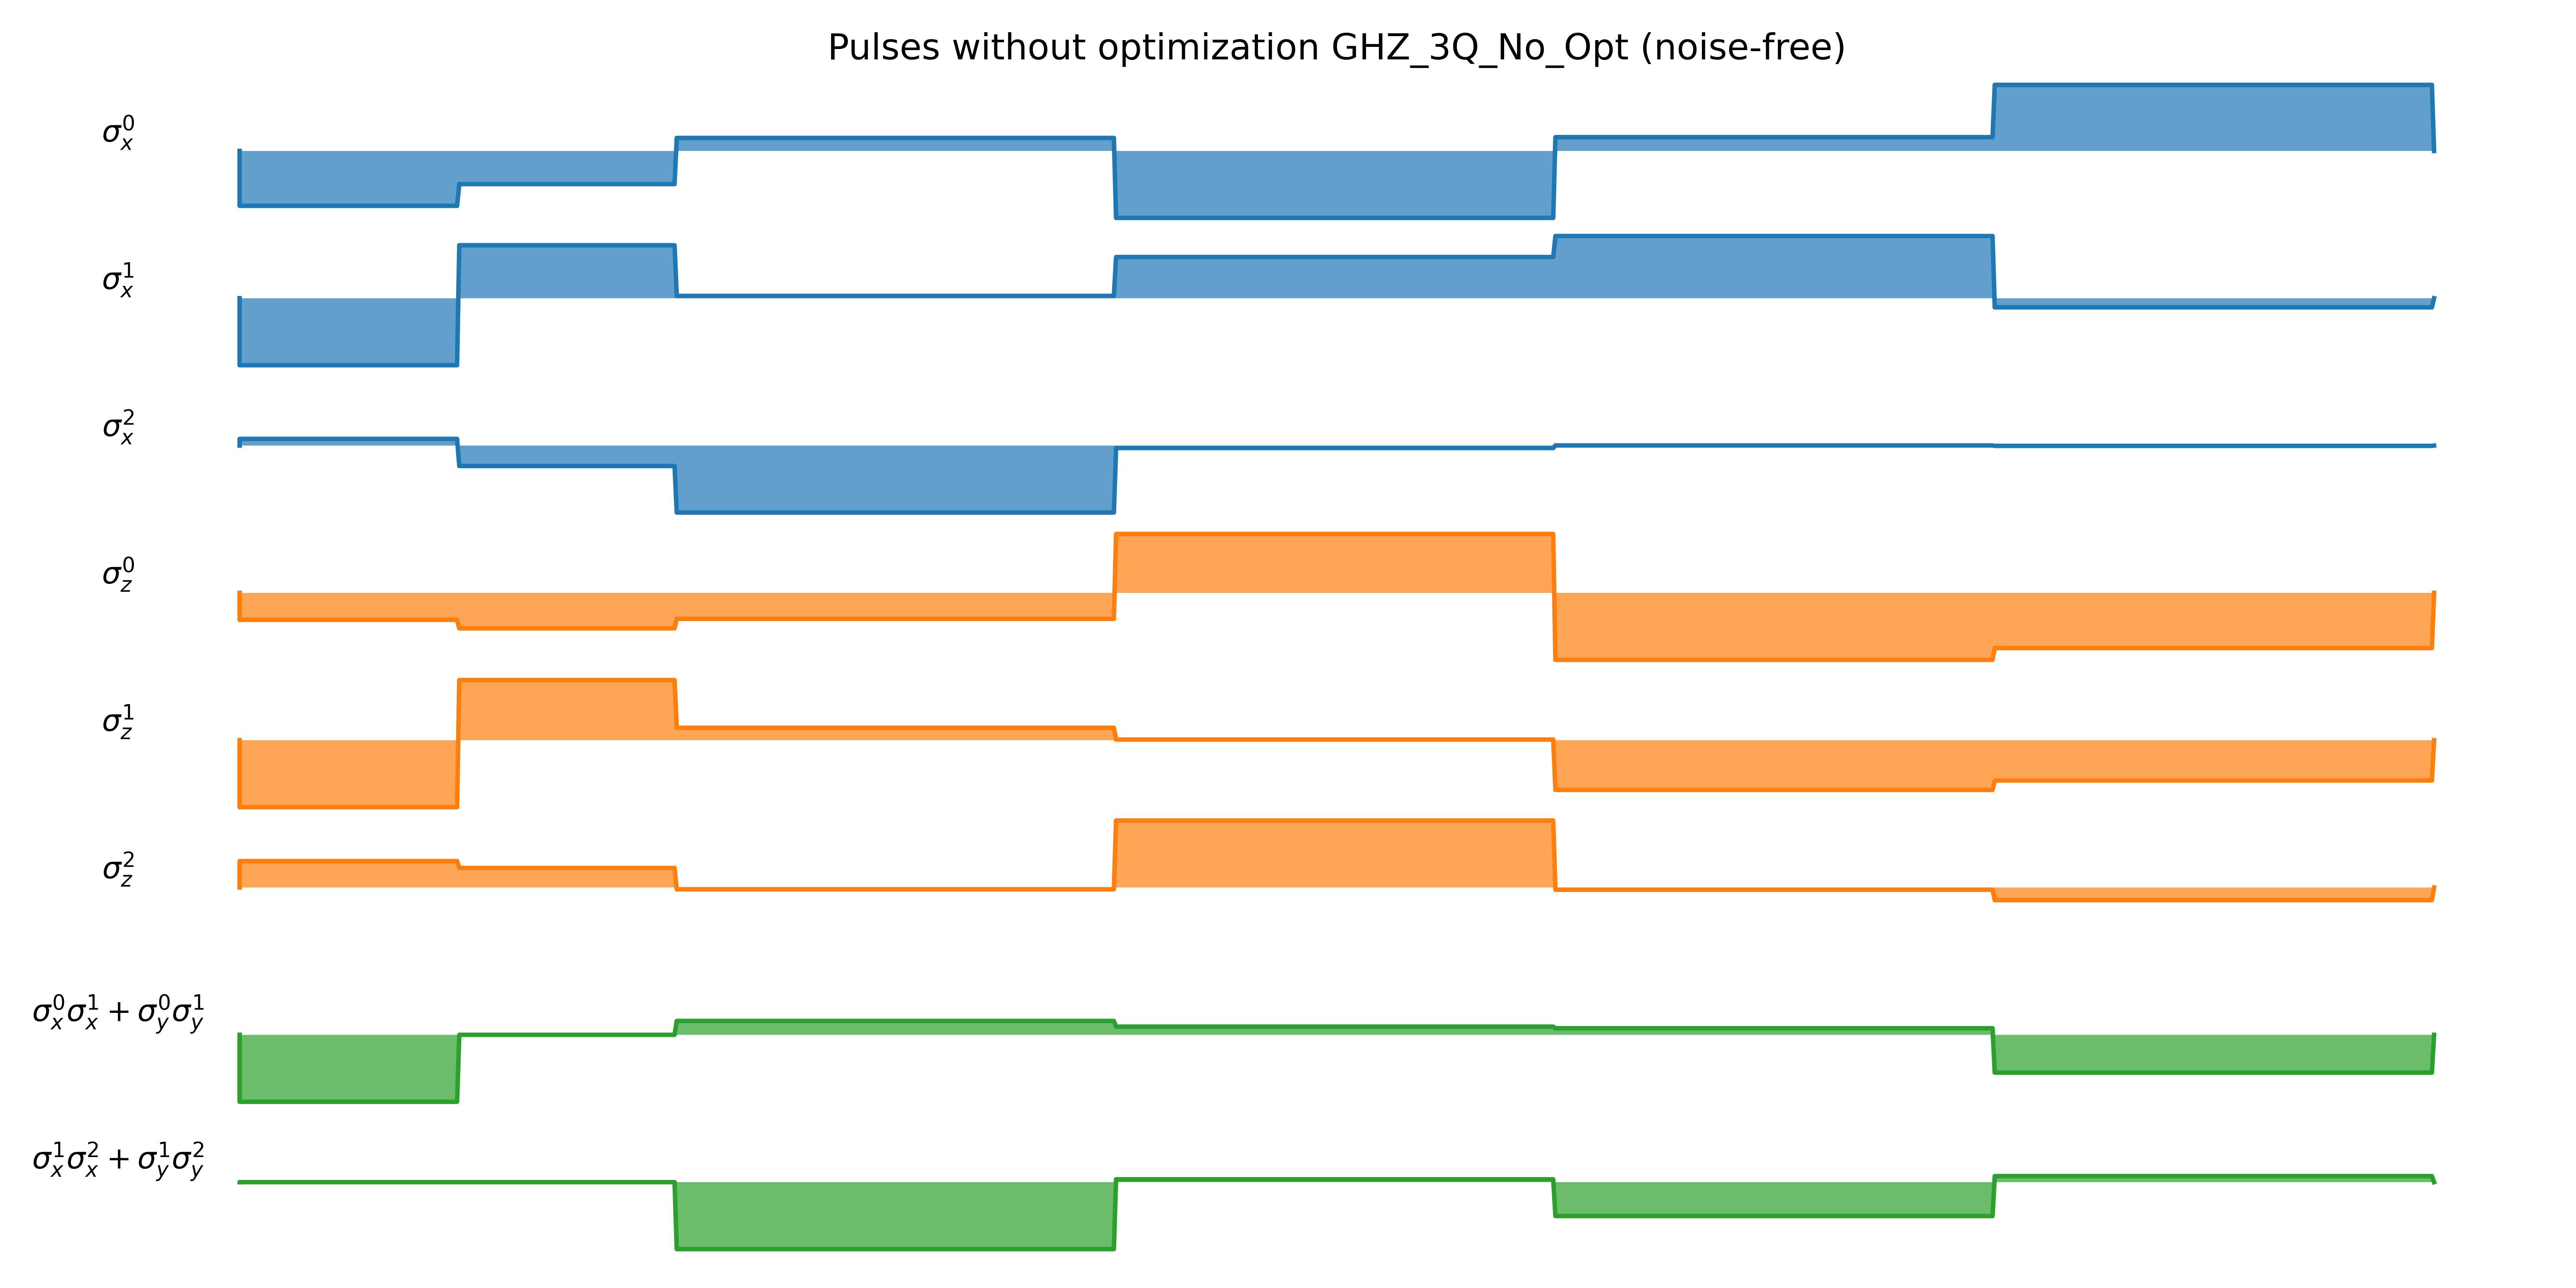 Pulses without optimization GHZ_3Q_No_Opt (noise-free)
σ_x^0
σ_x^1
σ_x^2
σ_z^0
σ_z^1
σ_z^2
σ_x^0σ_x^1 + σ_y^0σ_y^1
σ_x^1σ_x^2 + σ_y^1σ_y^2